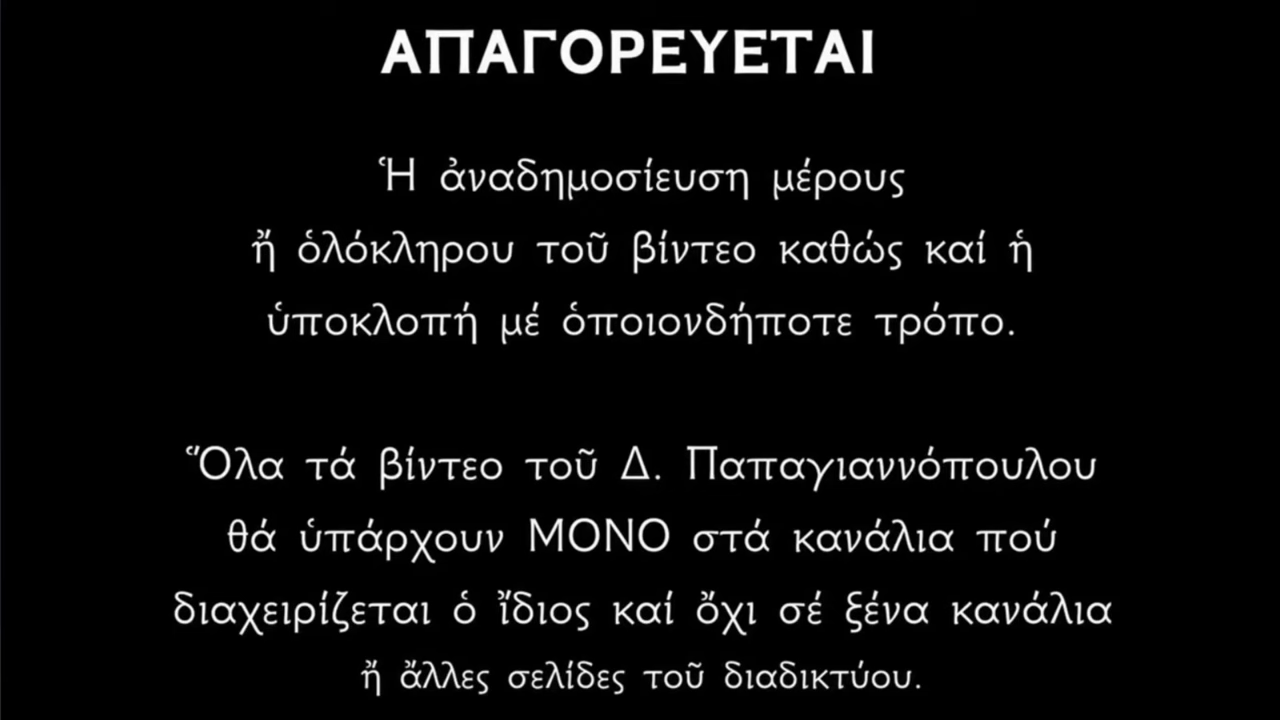 ΑΠΑΓΟΡΕΥΕΤΑΙ
Ἡ ἀναδημοσίευση μέρους
ἤ ὁλόκληρου τοῦ βίντεο καθώς καί ἡ
ὑποκλοπή μέ ὁποιονδήποτε τρόπο.
Ὅλα τά βίντεο τοῦ Δ. Παπαγιαννόπουλου
θά ὑπάρχουν ΜΟΝΟ στά κανάλια πού
διαχειρίζεται ὁ ἴδιος καί ὄχι σέ ξένα κανάλια
ἤ ἄλλες σελίδες τοῦ διαδικτύου.